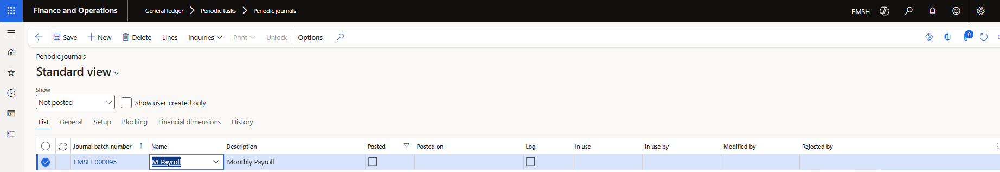 Finance and Operations General ledger Periodic tasks Periodic journals EMSH
Save New Delete Lines Inquiries Print Unlock Options 0
Periodic journals
Standard view
Show
Not posted Show user-created only
List General Setup Blocking Financial dimensions History
Journal batch number Name Description Posted Posted on Log In use In use by Modified by Rejected by
EMSH-000095 M-Payroll Monthly Payroll